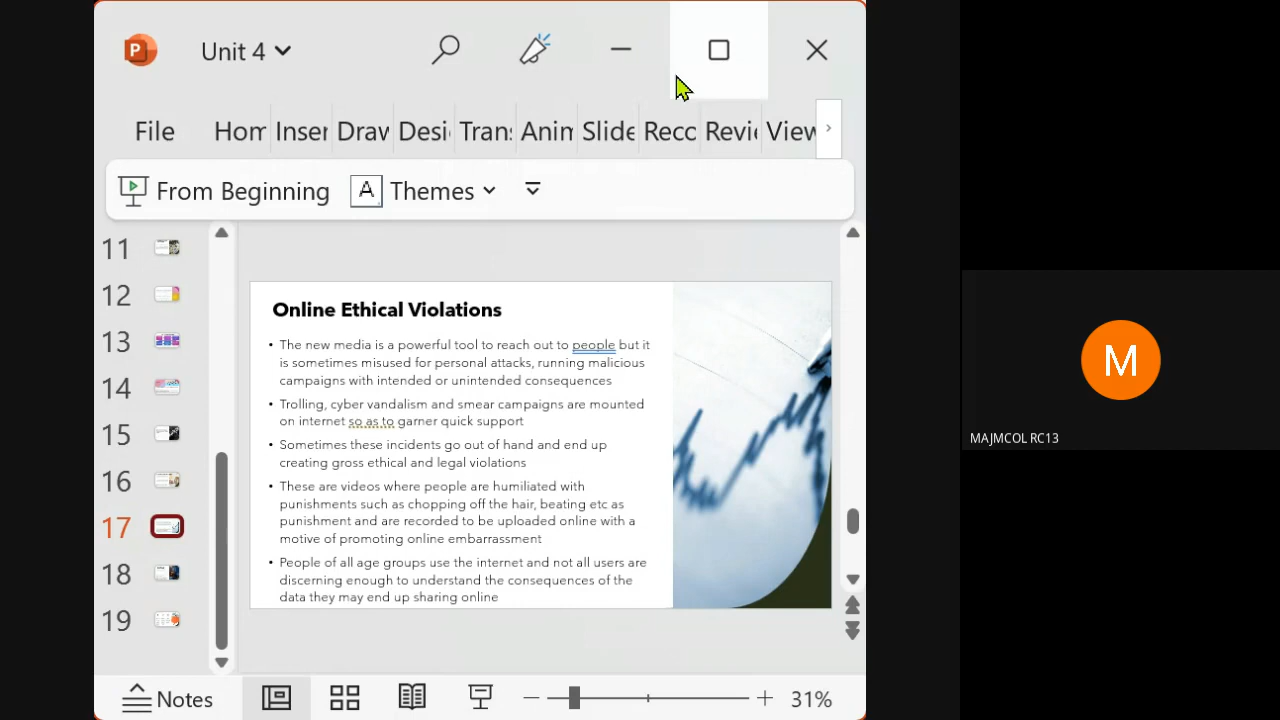 Unit 4
File Hom Inser Draw Desi Trans Anim Slide Reco Revie View
From Beginning A Themes
11
12
13
14
15
16
17
18
19
Online Ethical Violations
• The new media is a powerful tool to reach out to people but it
is sometimes misused for personal attacks, running malicious
campaigns with intended or unintended consequences
• Trolling, cyber vandalism and smear campaigns are mounted
on internet so as to garner quick support
• Sometimes these incidents go out of hand and end up
creating gross ethical and legal violations
• These are videos where people are humiliated with
punishments such as chopping off the hair, beating etc as
punishment and are recorded to be uploaded online with a
motive of promoting online embarrassment
• People of all age groups use the internet and not all users are
discerning enough to understand the consequences of the
data they may end up sharing online
Notes
31%
M
MAJMCOL RC13